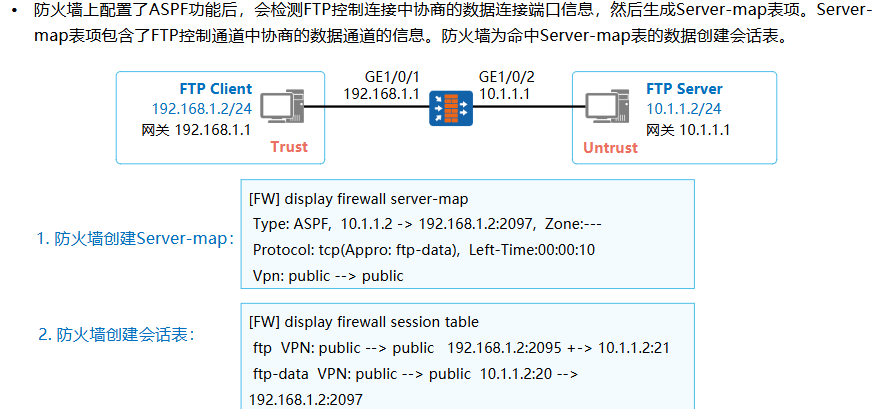 • 防火墙上配置了ASPF功能后，会检测FTP控制连接中协商的数据连接端口信息，然后生成Server-map表项。Server-
map表项包含了FTP控制通道中协商的数据通道的信息。防火墙为命中Server-map表的数据创建会话表。
FTP Client
192.168.1.2/24
网关 192.168.1.1
Trust
GE1/0/1
192.168.1.1
GE1/0/2
10.1.1.1
FTP Server
10.1.1.2/24
网关 10.1.1.1
Untrust
1. 防火墙创建Server-map：
[FW] display firewall server-map
Type: ASPF,  10.1.1.2 -> 192.168.1.2:2097,  Zone:---
Protocol: tcp(Appro: ftp-data),  Left-Time:00:00:10
Vpn: public --> public
2. 防火墙创建会话表：
[FW] display firewall session table
ftp  VPN: public --> public   192.168.1.2:2095 +-> 10.1.1.2:21
ftp-data  VPN: public --> public  10.1.1.2:20 -->
192.168.1.2:2097